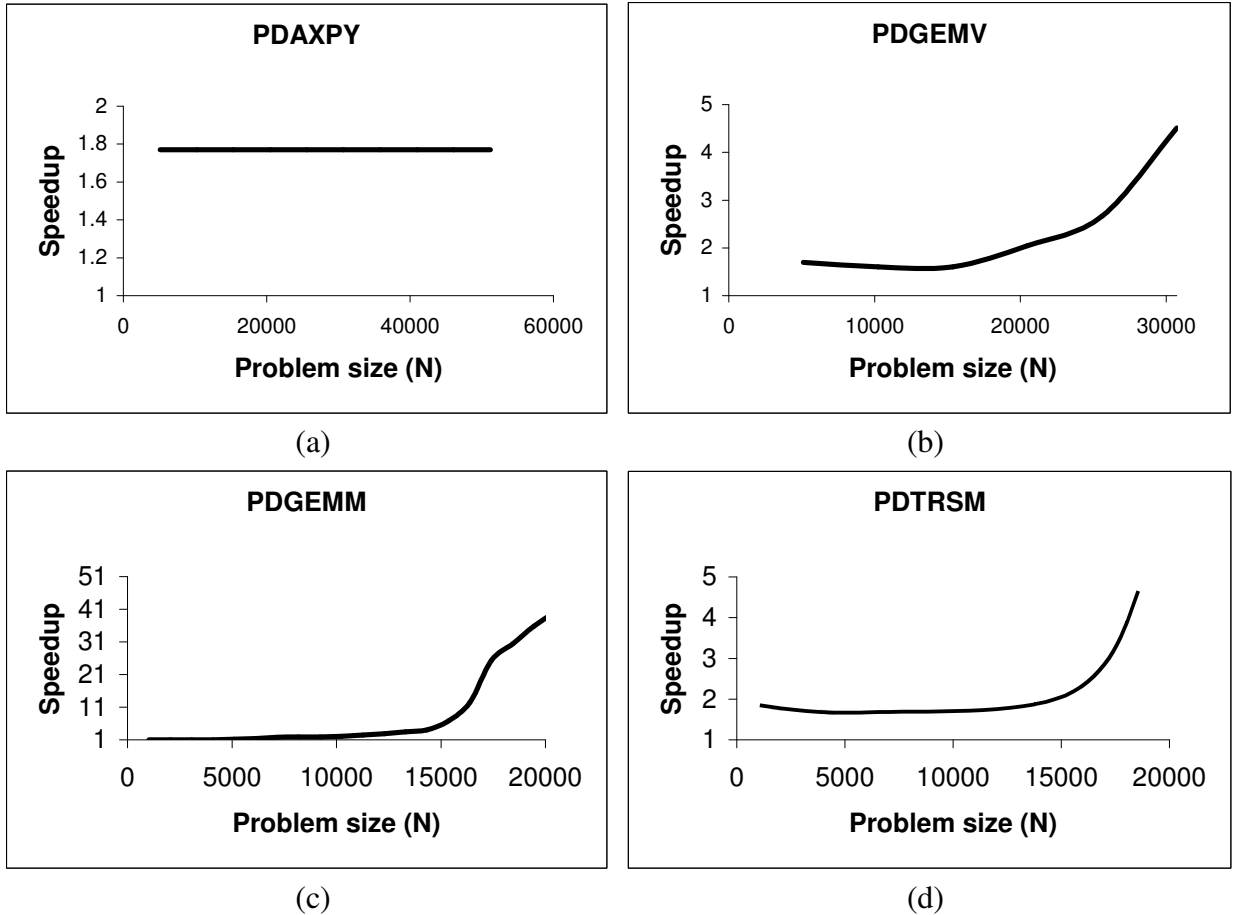 PDAXPY
2
1.8
1.6
1.4
1.2
1
Speedup
0 20000 40000 60000
Problem size (N)
(a)
PDGEMV
5
4
3
2
1
Speedup
0 10000 20000 30000
Problem size (N)
(b)
PDGEMM
51
41
31
21
11
1
Speedup
0 5000 10000 15000 20000
Problem size (N)
(c)
PDTRSM
5
4
3
2
1
Speedup
0 5000 10000 15000 20000
Problem size (N)
(d)